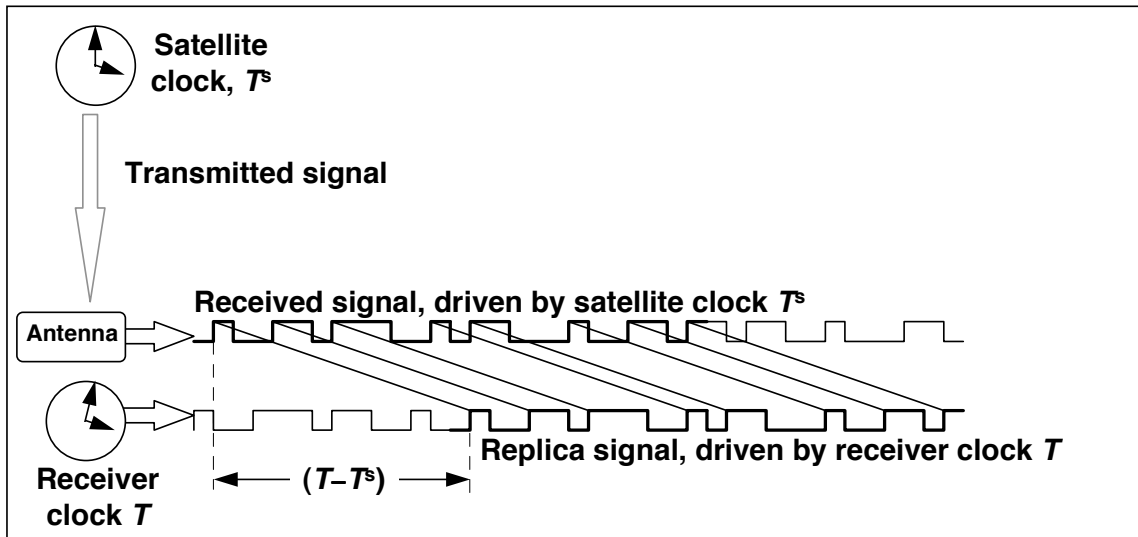 Satellite
clock, Tˢ
Transmitted signal
Received signal, driven by satellite clock Tˢ
Antenna
Replica signal, driven by receiver clock T
(T–Tˢ)
Receiver
clock T